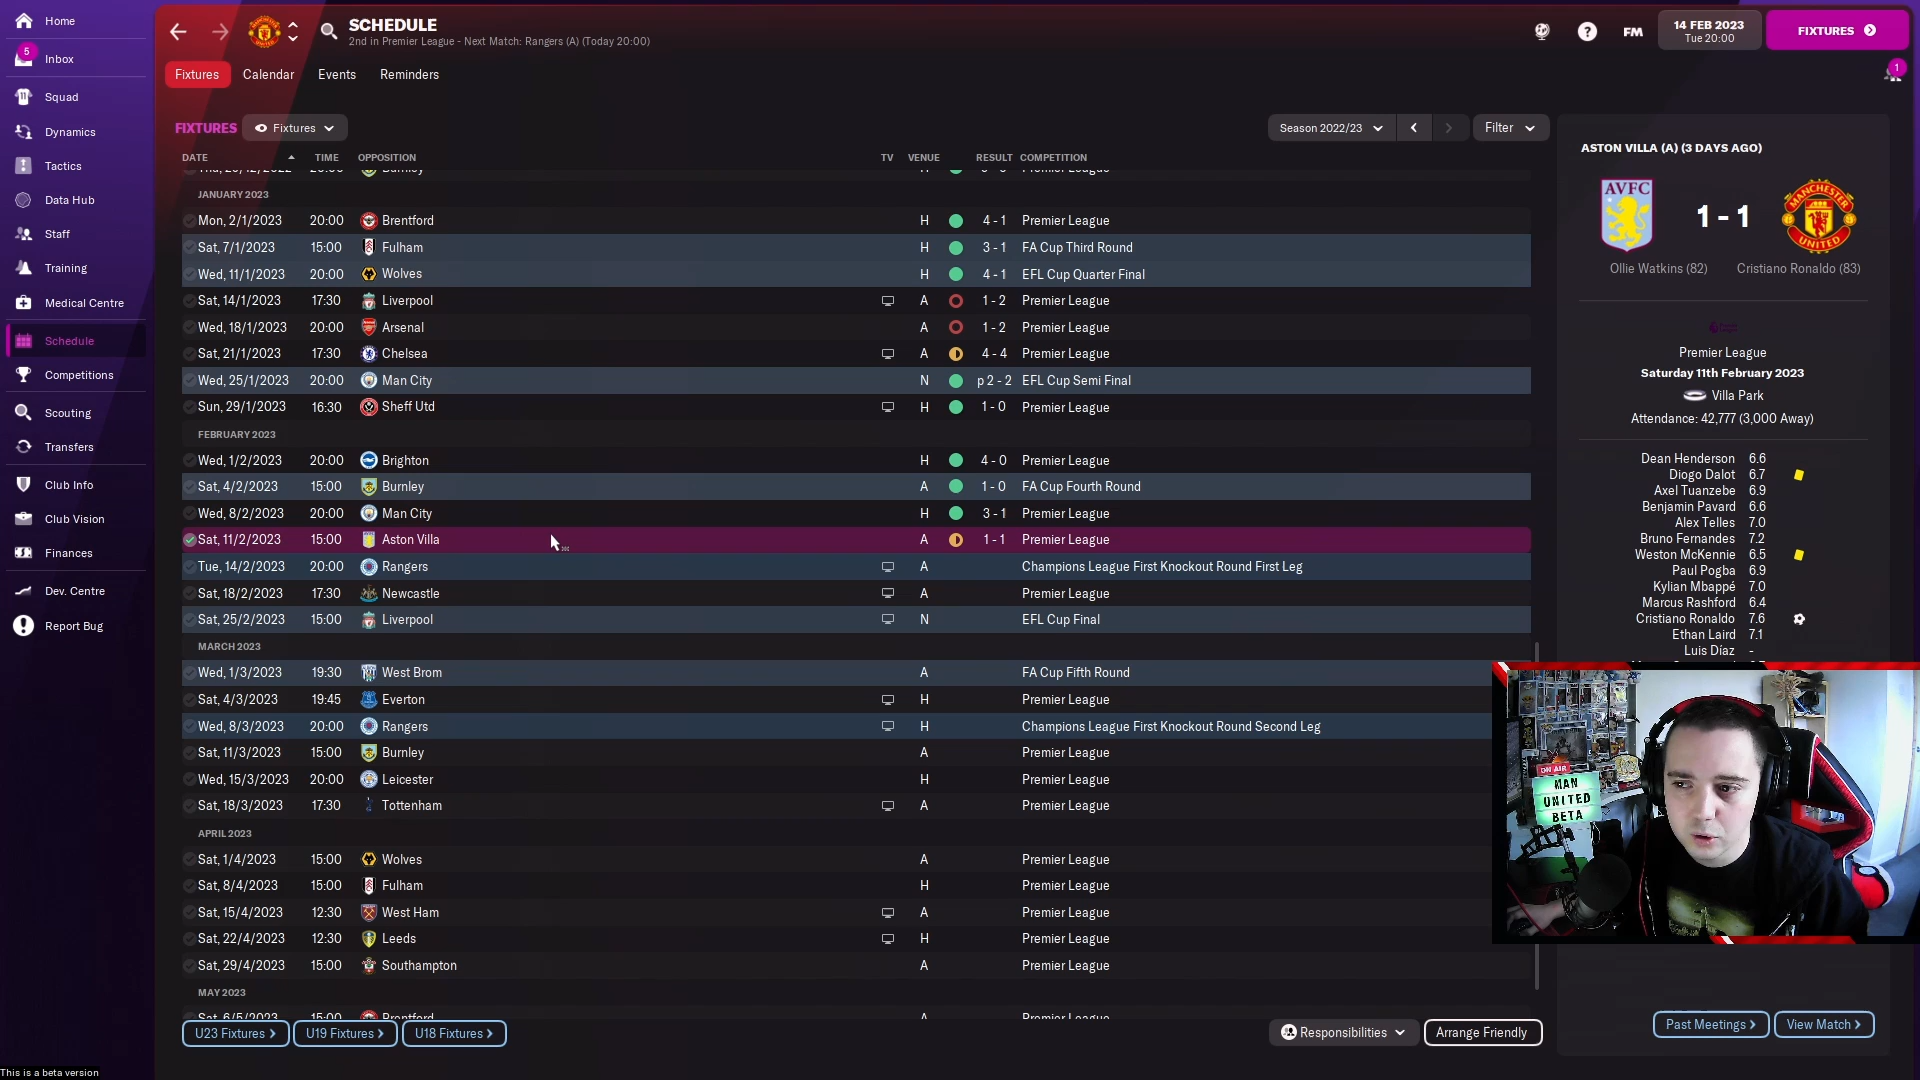 Home
5
Inbox
Squad
Dynamics
Tactics
Data Hub
Staff
Training
Medical Centre
Schedule
Competitions
Scouting
Transfers
Club Info
Club Vision
Finances
Dev. Centre
Report Bug
This is a beta version
SCHEDULE
2nd in Premier League - Next Match: Rangers (A) (Today 20:00)
FM
14 FEB 2023
Tue 20:00
FIXTURES
1
Fixtures Calendar Events Reminders
FIXTURES Fixtures
Season 2022/23 Filter
DATE TIME OPPOSITION TV VENUE RESULT COMPETITION
JANUARY 2023
Mon, 2/1/2023 20:00 Brentford H 4 - 1 Premier League
Sat, 7/1/2023 15:00 Fulham H 3 - 1 FA Cup Third Round
Wed, 11/1/2023 20:00 Wolves H 4 - 1 EFL Cup Quarter Final
Sat, 14/1/2023 17:30 Liverpool A 1 - 2 Premier League
Wed, 18/1/2023 20:00 Arsenal A 1 - 2 Premier League
Sat, 21/1/2023 17:30 Chelsea A 4 - 4 Premier League
Wed, 25/1/2023 20:00 Man City N p 2 - 2 EFL Cup Semi Final
Sun, 29/1/2023 16:30 Sheff Utd H 1 - 0 Premier League
FEBRUARY 2023
Wed, 1/2/2023 20:00 Brighton H 4 - 0 Premier League
Sat, 4/2/2023 15:00 Burnley A 1 - 0 FA Cup Fourth Round
Wed, 8/2/2023 20:00 Man City H 3 - 1 Premier League
Sat, 11/2/2023 15:00 Aston Villa A 1 - 1 Premier League
Tue, 14/2/2023 20:00 Rangers A Champions League First Knockout Round First Leg
Sat, 18/2/2023 17:30 Newcastle A Premier League
Sat, 25/2/2023 15:00 Liverpool N EFL Cup Final
MARCH 2023
Wed, 1/3/2023 19:30 West Brom A FA Cup Fifth Round
Sat, 4/3/2023 19:45 Everton H Premier League
Wed, 8/3/2023 20:00 Rangers H Champions League First Knockout Round Second Leg
Sat, 11/3/2023 15:00 Burnley A Premier League
Wed, 15/3/2023 20:00 Leicester H Premier League
Sat, 18/3/2023 17:30 Tottenham A Premier League
APRIL 2023
Sat, 1/4/2023 15:00 Wolves A Premier League
Sat, 8/4/2023 15:00 Fulham H Premier League
Sat, 15/4/2023 12:30 West Ham A Premier League
Sat, 22/4/2023 12:30 Leeds H Premier League
Sat, 29/4/2023 15:00 Southampton A Premier League
MAY 2023
Sat, 6/5/2023 15:00 Brentford A Premier League
U23 Fixtures U19 Fixtures U18 Fixtures
Responsibilities Arrange Friendly
ASTON VILLA (A) (3 DAYS AGO)
AVFC
1 - 1
MANCHESTER
UNITED
Ollie Watkins (82) Cristiano Ronaldo (83)
Premier League
Saturday 11th February 2023
Villa Park
Attendance: 42,777 (3,000 Away)
Dean Henderson 6.6
Diogo Dalot 6.7
Axel Tuanzebe 6.9
Benjamin Pavard 6.6
Alex Telles 7.0
Bruno Fernandes 7.2
Weston McKennie 6.5
Paul Pogba 6.9
Kylian Mbappé 7.0
Marcus Rashford 6.4
Cristiano Ronaldo 7.6
Ethan Laird 7.1
Luis Díaz -
ON AIR
MAN
UNITED
BETA
Past Meetings View Match